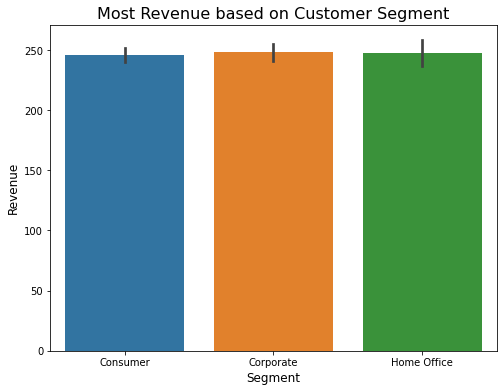 Most Revenue based on Customer Segment
Revenue
250
200
150
100
50
0
Consumer
Corporate
Home Office
Segment